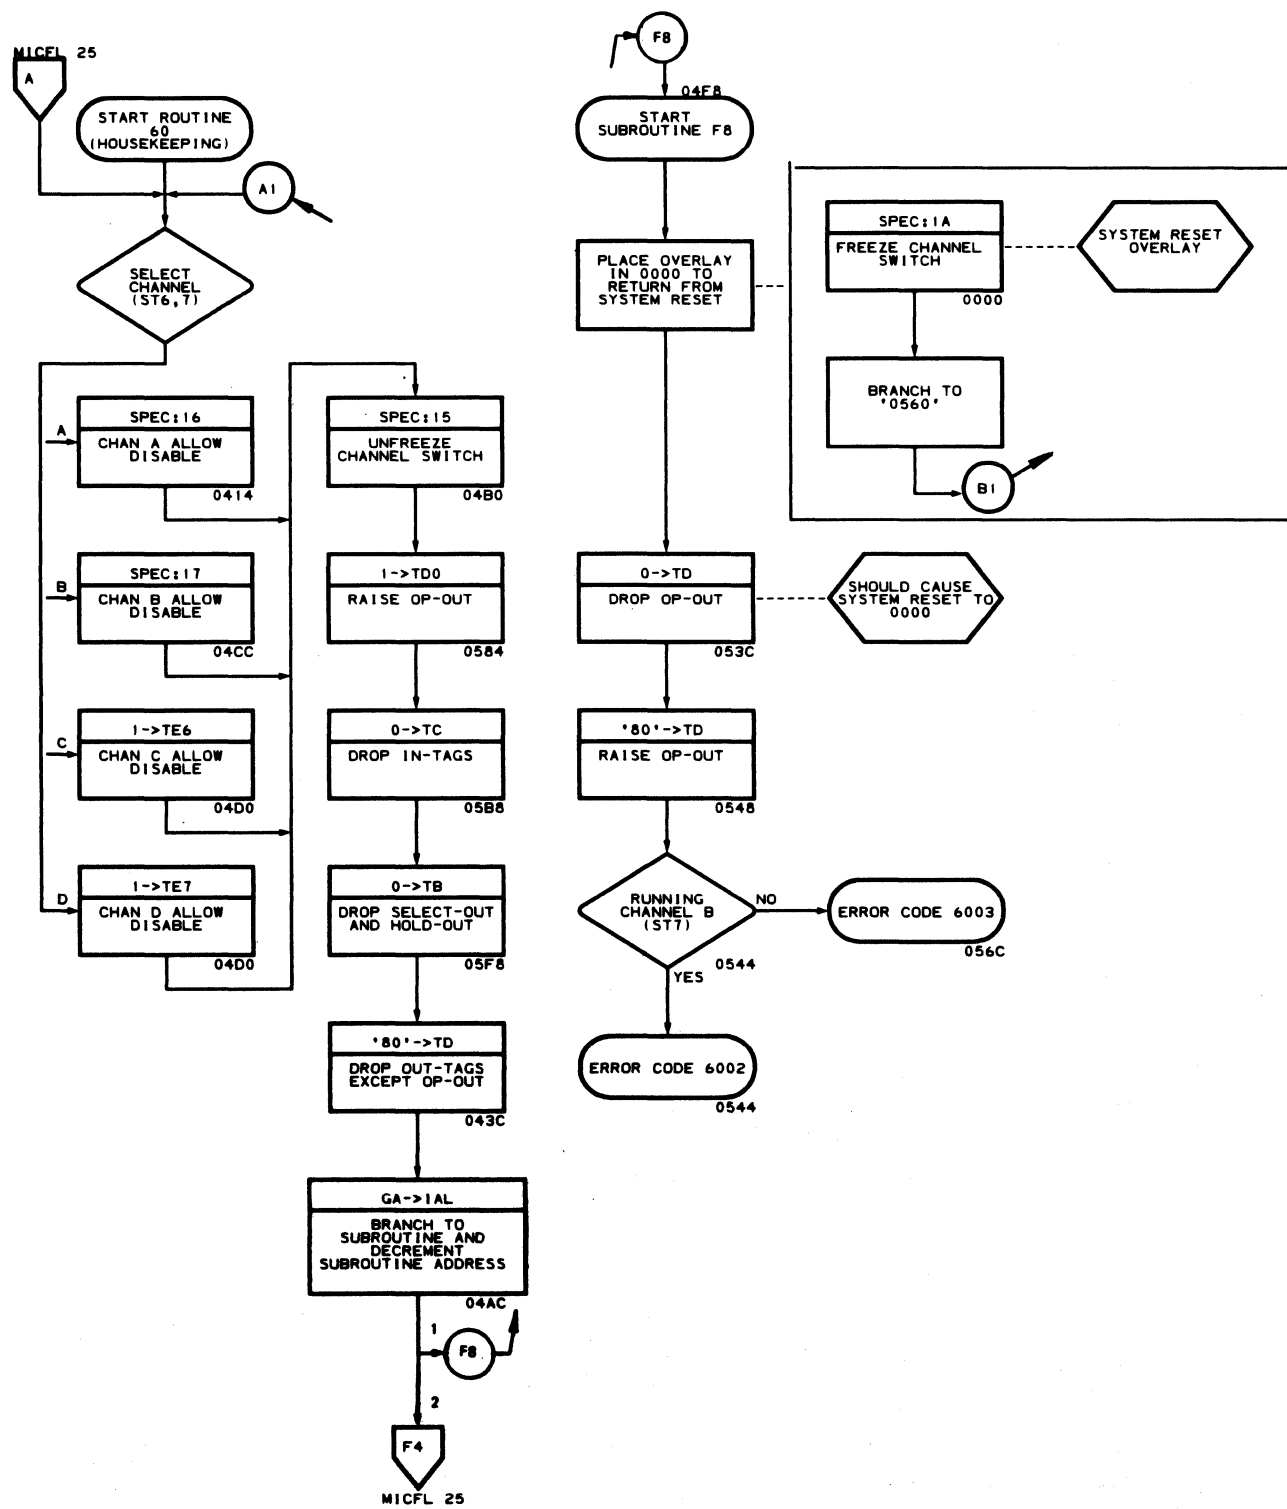 MICFL 25
A
START ROUTINE
60
(HOUSEKEEPING)
A1
SELECT
CHANNEL
(ST6,7)
A
SPEC:16
CHAN A ALLOW
DISABLE
0414
B
SPEC:17
CHAN B ALLOW
DISABLE
04CC
C
1->TE6
CHAN C ALLOW
DISABLE
04D0
D
1->TE7
CHAN D ALLOW
DISABLE
04D0
SPEC:15
UNFREEZE
CHANNEL SWITCH
04B0
1->TD0
RAISE OP-OUT
0584
0->TC
DROP IN-TAGS
05B8
0->TB
DROP SELECT-OUT
AND HOLD-OUT
05F8
'80'->TD
DROP OUT-TAGS
EXCEPT OP-OUT
043C
GA->IAL
BRANCH TO
SUBROUTINE AND
DECREMENT
SUBROUTINE ADDRESS
04AC
1
F8
2
F4
MICFL 25
F8
04F8
START
SUBROUTINE F8
PLACE OVERLAY
IN 0000 TO
RETURN FROM
SYSTEM RESET
SPEC:1A
FREEZE CHANNEL
SWITCH
0000
SYSTEM RESET
OVERLAY
BRANCH TO
'0560'
B1
0->TD
DROP OP-OUT
053C
SHOULD CAUSE
SYSTEM RESET TO
0000
'80'->TD
RAISE OP-OUT
0548
RUNNING
CHANNEL B
(ST7)
0544
NO
ERROR CODE 6003
056C
YES
ERROR CODE 6002
0544